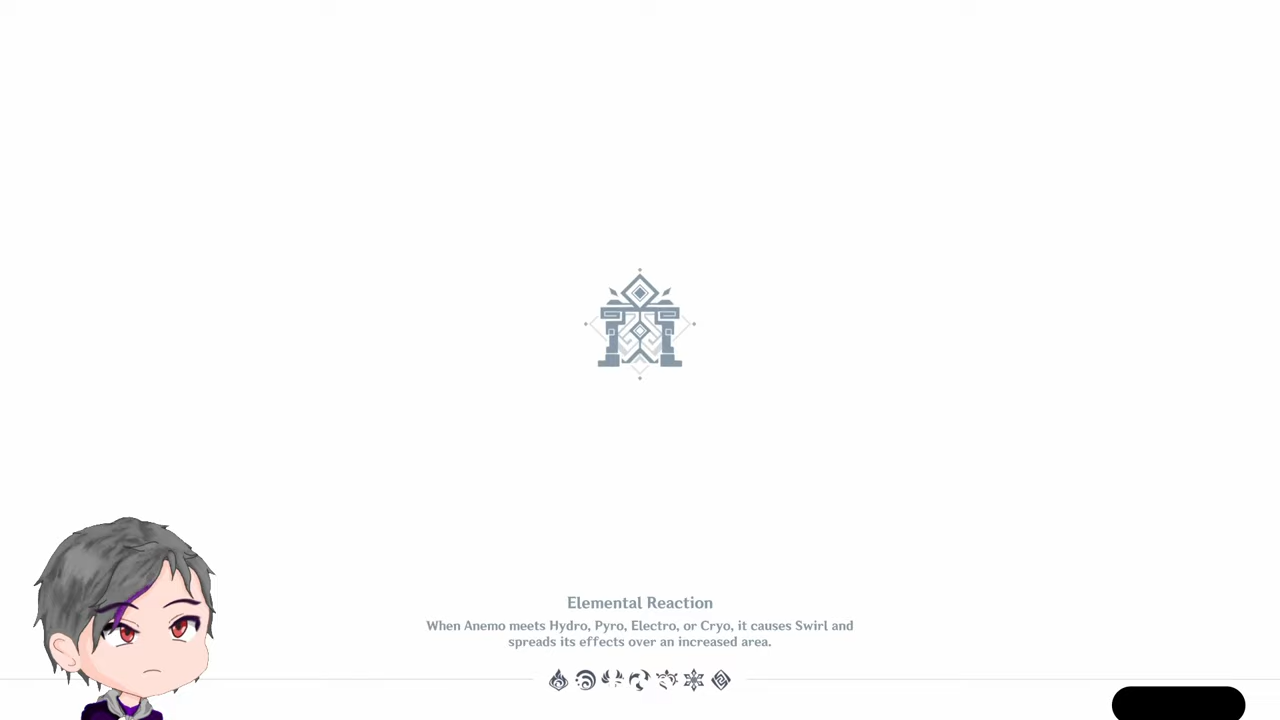 Elemental Reaction
When Anemo meets Hydro, Pyro, Electro, or Cryo, it causes Swirl and
spreads its effects over an increased area.